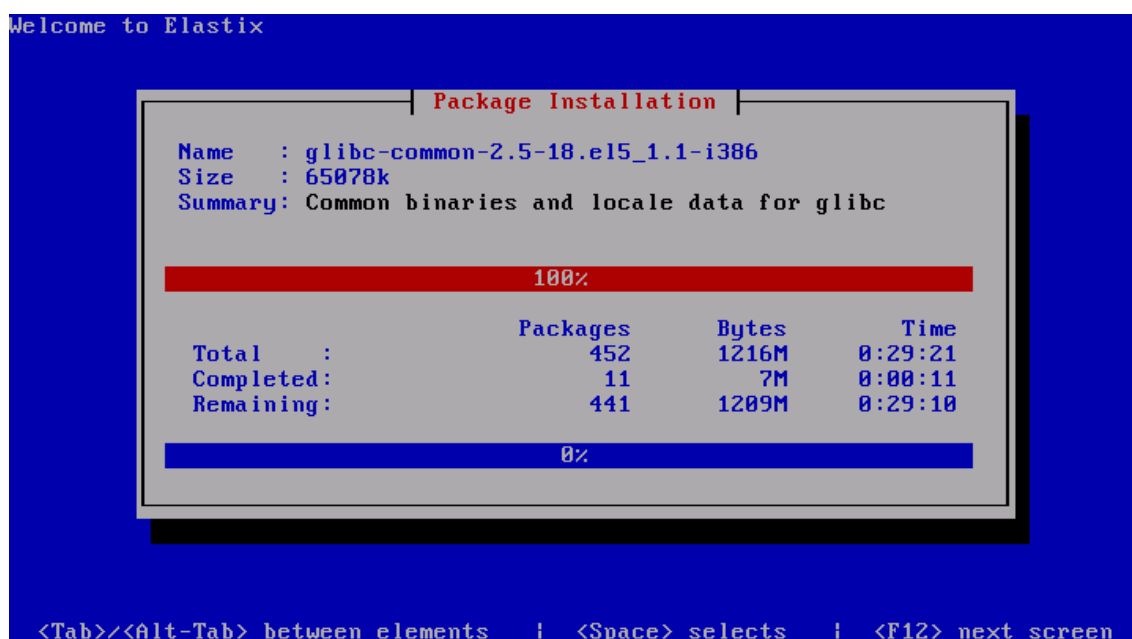 Welcome to Elastix
Package Installation
Name   : glibc-common-2.5-18.el5_1.1-i386
Size   : 65078k
Summary: Common binaries and locale data for glibc
100%
Packages Bytes Time
Total    : 452 1216M 0:29:21
Completed: 11 7M 0:00:11
Remaining: 441 1209M 0:29:10
0%
<Tab>/<Alt-Tab> between elements   |  <Space> selects   |  <F12> next screen